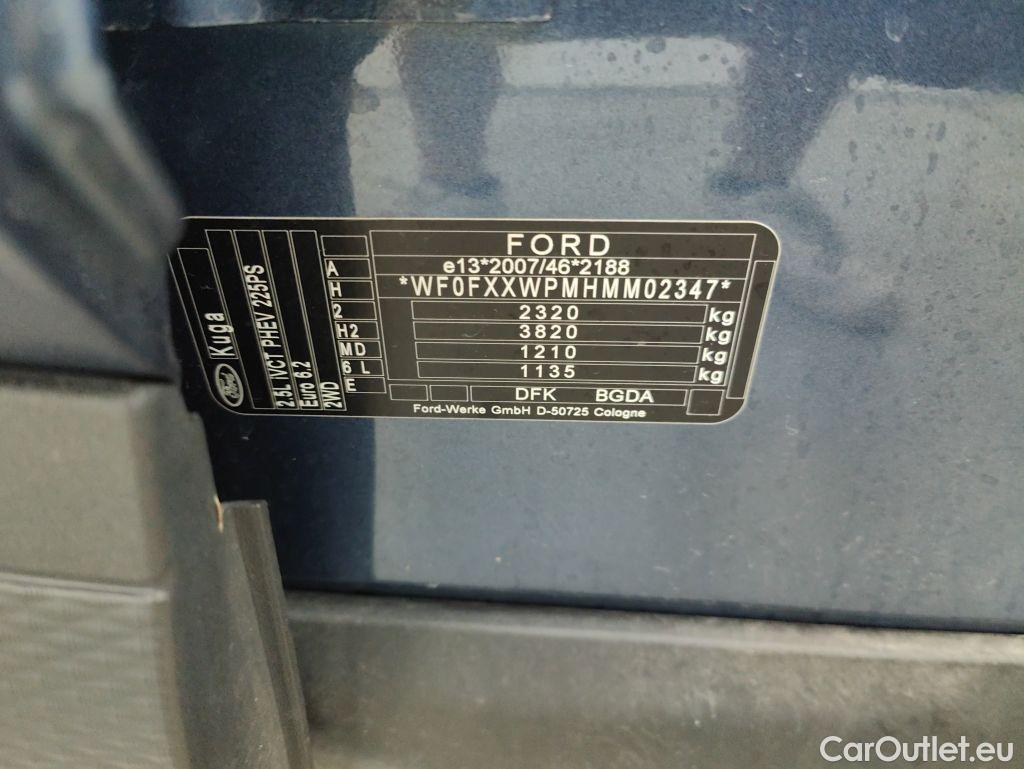 FORD
e13*2007/46*2188
*WF0FXXWPMHMM02347*
2320 kg
3820 kg
1210 kg
1135 kg
DFK BGDA
Ford-Werke GmbH D-50725 Cologne
A
H
2
H2
MD
6 L
E
Ford Kuga
2.5L iVCT PHEV 225PS
Euro 6.2
2WD
CarOutlet.eu